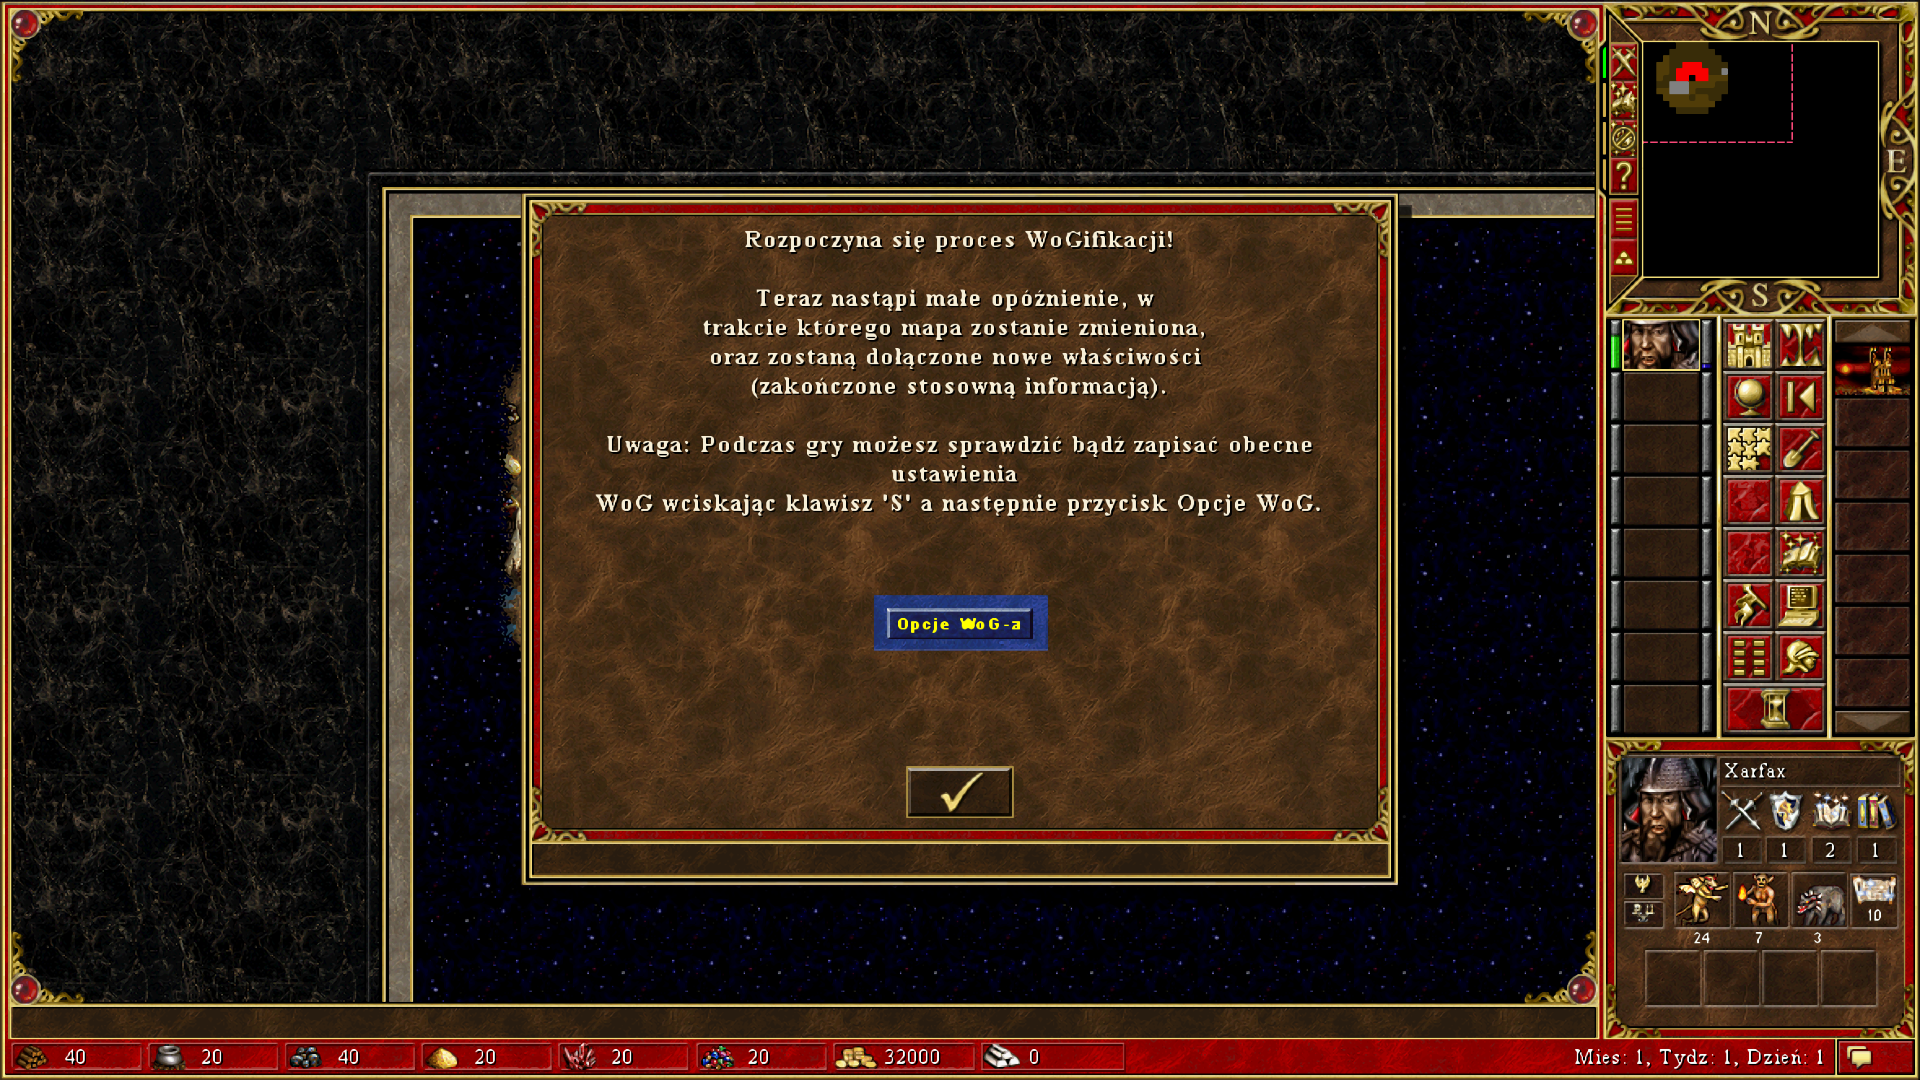 N
E
S
Rozpoczyna się proces WoGifikacji!
Teraz nastąpi małe opóźnienie, w
trakcie którego mapa zostanie zmieniona,
oraz zostaną dołączone nowe właściwości
(zakończone stosowną informacją).
Uwaga: Podczas gry możesz sprawdzić bądź zapisać obecne
ustawienia
WoG wciskając klawisz 'S' a następnie przycisk Opcje WoG.
Opcje WoG-a
Xarfax
1 1 2 1
10
24 7 3
40 20 40 20 20 20 32000 0
Mies: 1, Tydz: 1, Dzień: 1